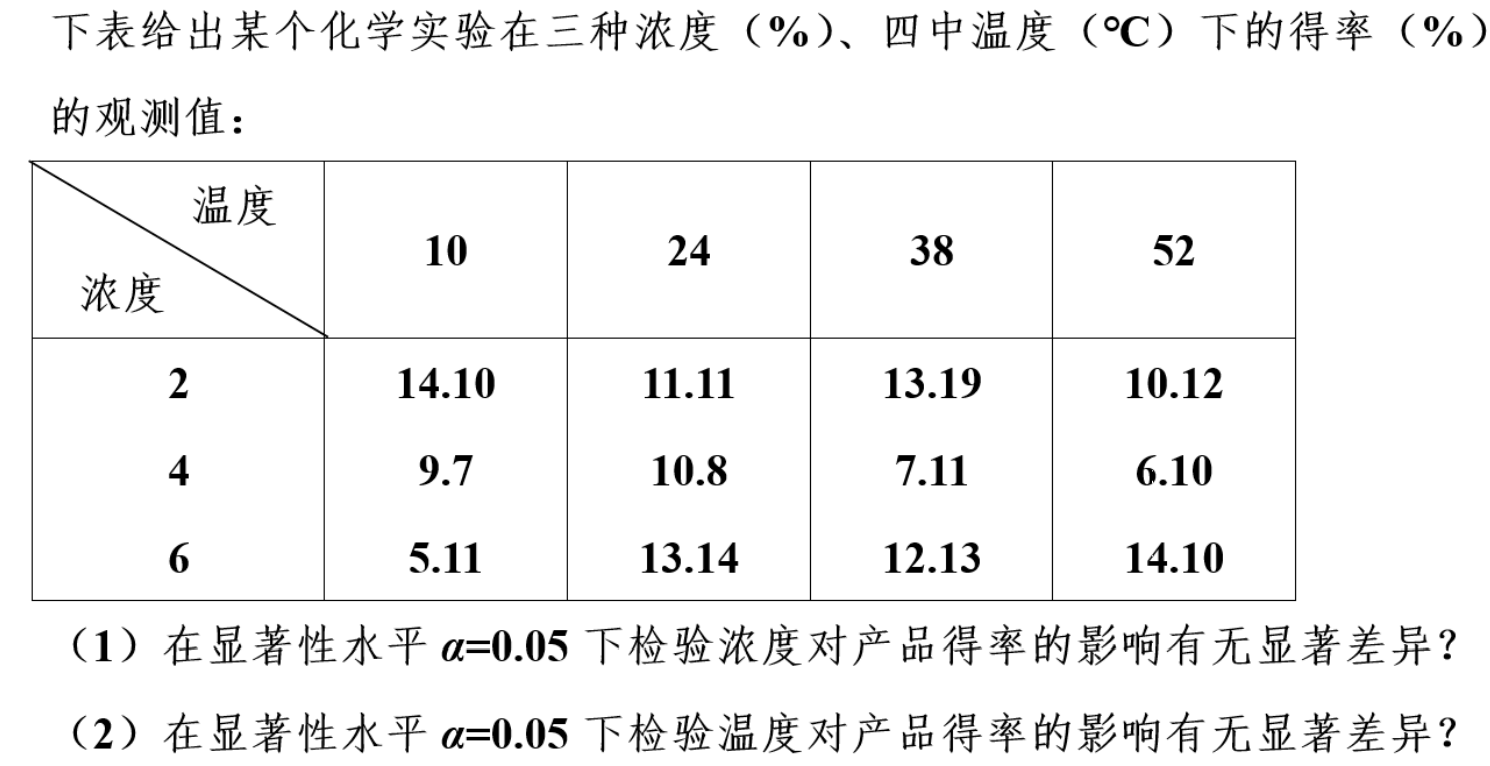 下表给出某个化学实验在三种浓度（%）、四中温度（℃）下的得率（%）
的观测值：
温度
浓度 10 24 38 52
2 14.10 11.11 13.19 10.12
4 9.7 10.8 7.11 6.10
6 5.11 13.14 12.13 14.10
（1）在显著性水平 α=0.05 下检验浓度对产品得率的影响有无显著差异？
（2）在显著性水平 α=0.05 下检验温度对产品得率的影响有无显著差异？